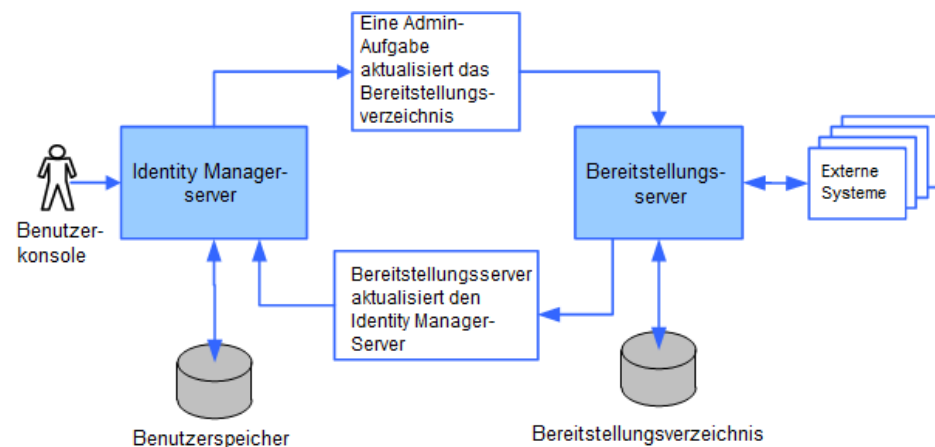 Eine Admin-
Aufgabe
aktualisiert das
Bereitstellungs-
verzeichnis
Identity Manager-
server
Bereitstellungs-
server
Externe
Systeme
Benutzer-
konsole
Bereitstellungsserver
aktualisiert den
Identity Manager-
Server
Benutzerspeicher
Bereitstellungsverzeichnis